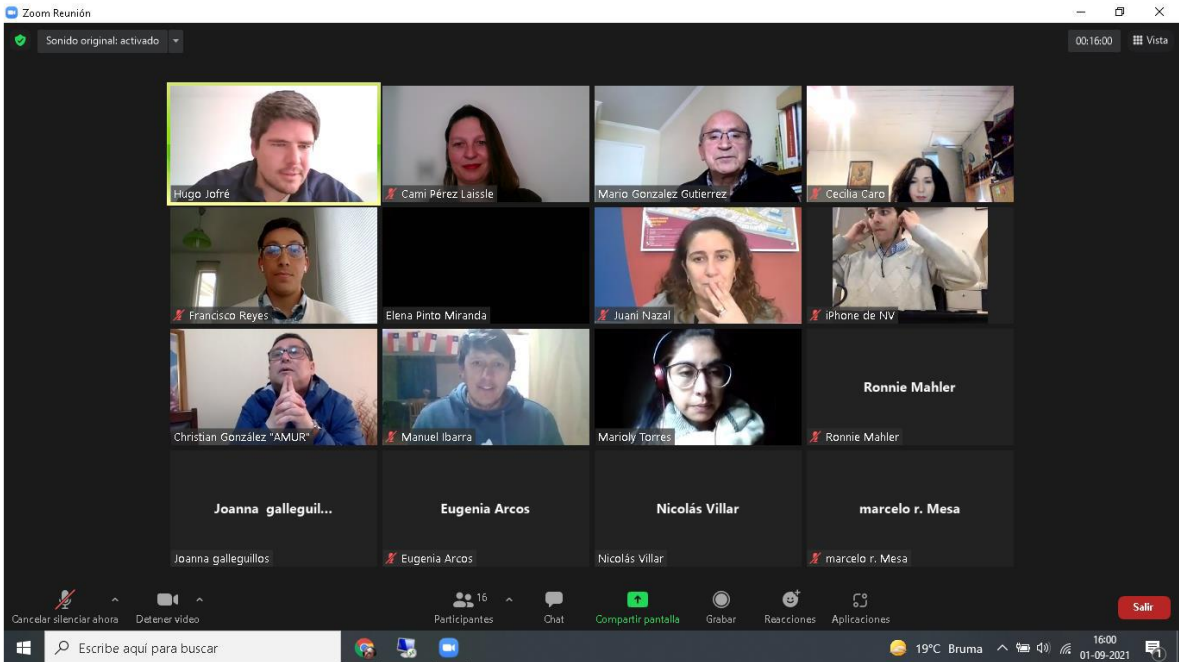 Zoom Reunión
Sonido original: activado
00:16:00
Vista
Hugo Jofré
Cami Pérez Laissle
Mario Gonzalez Gutierrez
Cecilia Caro
Francisco Reyes
Elena Pinto Miranda
Juani Nazal
iPhone de NV
Christian González "AMUR"
Manuel Ibarra
Marioly Torres
Ronnie Mahler
Ronnie Mahler
Joanna galleguil...
Eugenia Arcos
Nicolás Villar
marcelo r. Mesa
Joanna galleguillos
Eugenia Arcos
Nicolás Villar
marcelo r. Mesa
Cancelar silenciar ahora
Detener video
16
Participantes
Chat
Compartir pantalla
Grabar
Reacciones
Aplicaciones
Salir
Escribe aquí para buscar
19°C Bruma
16:00
01-09-2021
1